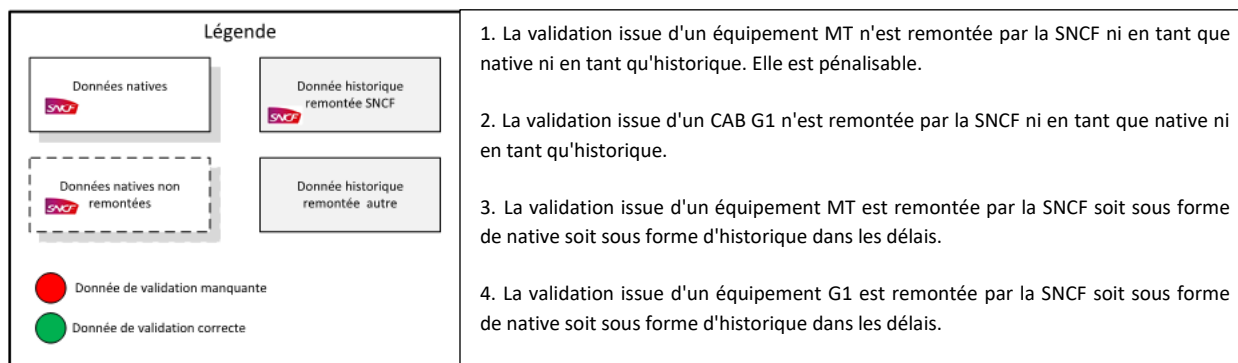 Légende
Données natives
SNCF
Donnée historique
remontée SNCF
SNCF
Données natives non
remontées
SNCF
Donnée historique
remontée autre
Donnée de validation manquante
Donnée de validation correcte
1. La validation issue d'un équipement MT n'est remontée par la SNCF ni en tant que
native ni en tant qu'historique. Elle est pénalisable.
2. La validation issue d'un CAB G1 n'est remontée par la SNCF ni en tant que native ni
en tant qu'historique.
3. La validation issue d'un équipement MT est remontée par la SNCF soit sous forme
de native soit sous forme d'historique dans les délais.
4. La validation issue d'un équipement G1 est remontée par la SNCF soit sous forme
de native soit sous forme d'historique dans les délais.